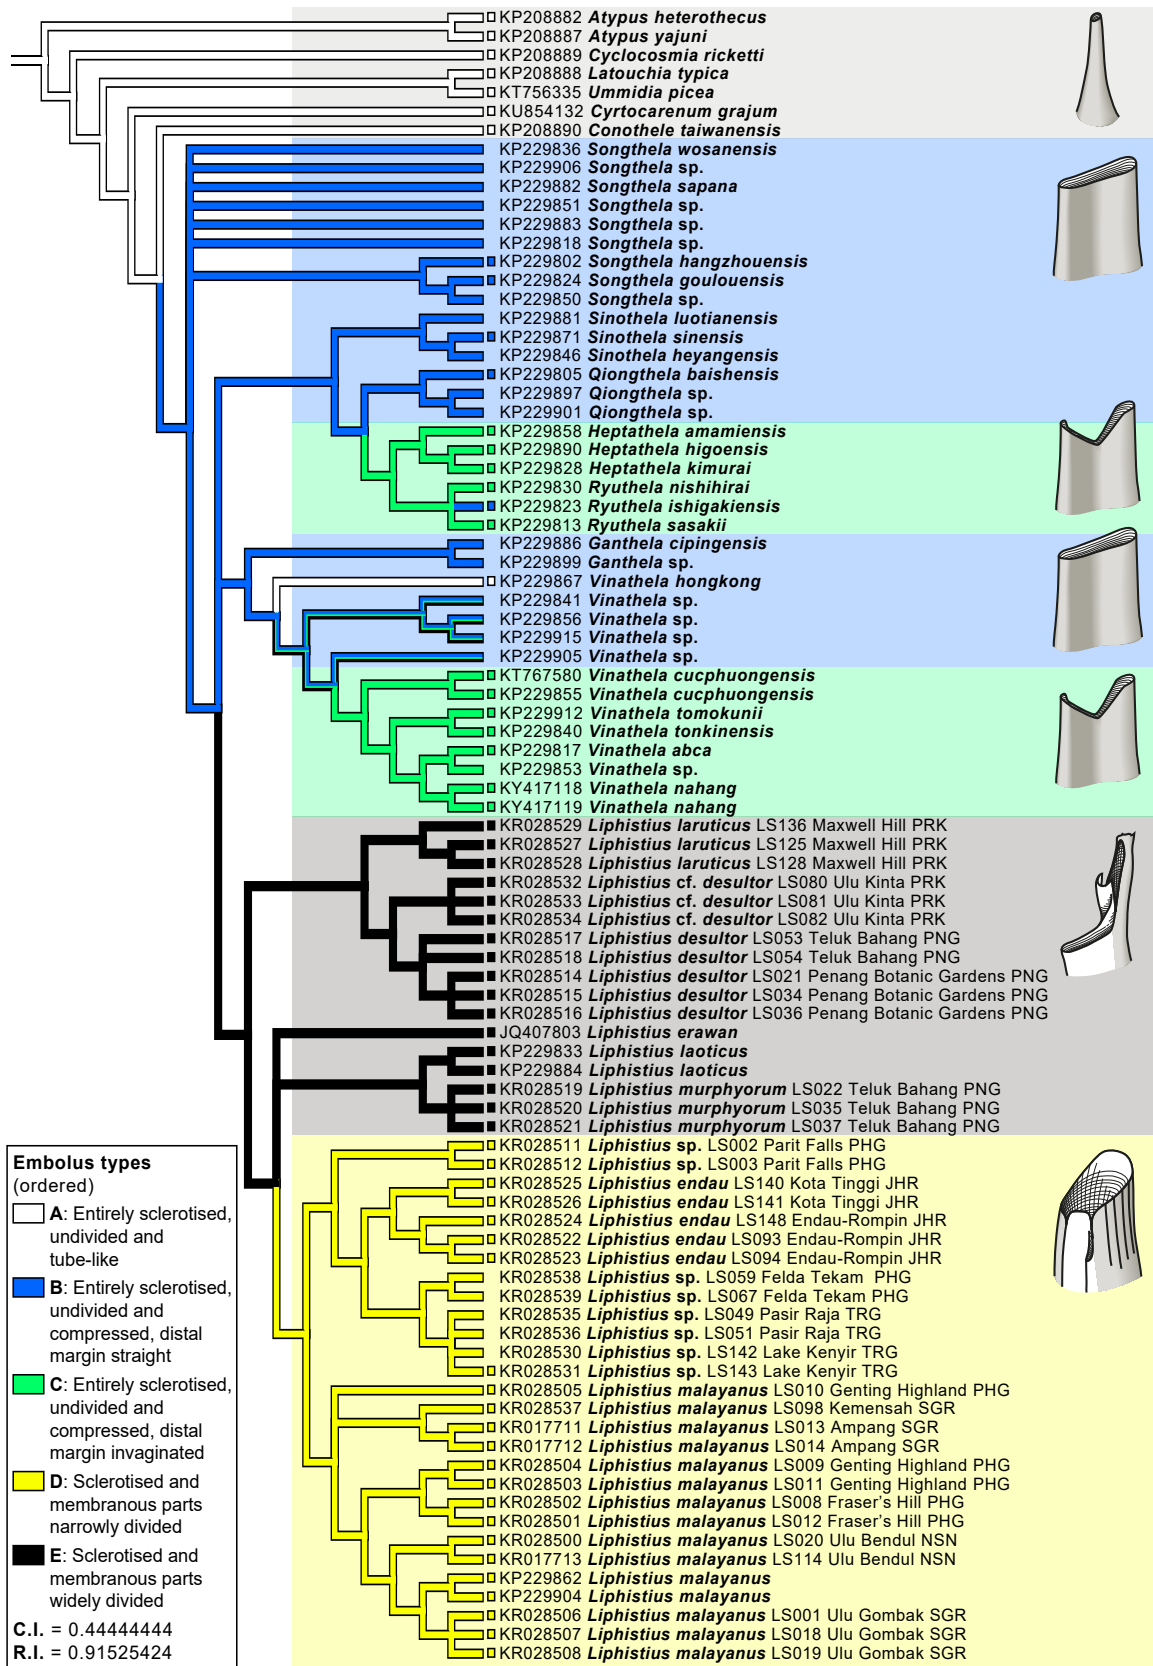 KP208882 Atypus heterothecus
KP208887 Atypus yajuni
KP208889 Cyclocosmia ricketti
KP208888 Latouchia typica
KT756335 Ummidia picea
KU854132 Cyrtocarenum grajum
KP208890 Conothele taiwanensis
KP229836 Songthela wosanensis
KP229906 Songthela sp.
KP229882 Songthela sapana
KP229851 Songthela sp.
KP229883 Songthela sp.
KP229818 Songthela sp.
KP229802 Songthela hangzhouensis
KP229824 Songthela goulouensis
KP229850 Songthela sp.
KP229881 Sinothela luotianensis
KP229871 Sinothela sinensis
KP229846 Sinothela heyangensis
KP229805 Qiongthela baishensis
KP229897 Qiongthela sp.
KP229901 Qiongthela sp.
KP229858 Heptathela amamiensis
KP229890 Heptathela higoensis
KP229828 Heptathela kimurai
KP229830 Ryuthela nishihirai
KP229823 Ryuthela ishigakiensis
KP229813 Ryuthela sasakii
KP229886 Ganthela cipingensis
KP229899 Ganthela sp.
KP229867 Vinathela hongkong
KP229841 Vinathela sp.
KP229856 Vinathela sp.
KP229915 Vinathela sp.
KP229905 Vinathela sp.
KT767580 Vinathela cucphuongensis
KP229855 Vinathela cucphuongensis
KP229912 Vinathela tomokunii
KP229840 Vinathela tonkinensis
KP229817 Vinathela abca
KP229853 Vinathela sp.
KY417118 Vinathela nahang
KY417119 Vinathela nahang
KR028529 Liphistius laruticus LS136 Maxwell Hill PRK
KR028527 Liphistius laruticus LS125 Maxwell Hill PRK
KR028528 Liphistius laruticus LS128 Maxwell Hill PRK
KR028532 Liphistius cf. desultor LS080 Ulu Kinta PRK
KR028533 Liphistius cf. desultor LS081 Ulu Kinta PRK
KR028534 Liphistius cf. desultor LS082 Ulu Kinta PRK
KR028517 Liphistius desultor LS053 Teluk Bahang PNG
KR028518 Liphistius desultor LS054 Teluk Bahang PNG
KR028514 Liphistius desultor LS021 Penang Botanic Gardens PNG
KR028515 Liphistius desultor LS034 Penang Botanic Gardens PNG
KR028516 Liphistius desultor LS036 Penang Botanic Gardens PNG
JQ407803 Liphistius erawan
KP229833 Liphistius laoticus
KP229884 Liphistius laoticus
KR028519 Liphistius murphyorum LS022 Teluk Bahang PNG
KR028520 Liphistius murphyorum LS035 Teluk Bahang PNG
KR028521 Liphistius murphyorum LS037 Teluk Bahang PNG
KR028511 Liphistius sp. LS002 Parit Falls PHG
KR028512 Liphistius sp. LS003 Parit Falls PHG
KR028525 Liphistius endau LS140 Kota Tinggi JHR
KR028526 Liphistius endau LS141 Kota Tinggi JHR
KR028524 Liphistius endau LS148 Endau-Rompin JHR
KR028522 Liphistius endau LS093 Endau-Rompin JHR
KR028523 Liphistius endau LS094 Endau-Rompin JHR
KR028538 Liphistius sp. LS059 Felda Tekam PHG
KR028539 Liphistius sp. LS067 Felda Tekam PHG
KR028535 Liphistius sp. LS049 Pasir Raja TRG
KR028536 Liphistius sp. LS051 Pasir Raja TRG
KR028530 Liphistius sp. LS142 Lake Kenyir TRG
KR028531 Liphistius sp. LS143 Lake Kenyir TRG
KR028505 Liphistius malayanus LS010 Genting Highland PHG
KR028537 Liphistius malayanus LS098 Kemensah SGR
KR017711 Liphistius malayanus LS013 Ampang SGR
KR017712 Liphistius malayanus LS014 Ampang SGR
KR028504 Liphistius malayanus LS009 Genting Highland PHG
KR028503 Liphistius malayanus LS011 Genting Highland PHG
KR028502 Liphistius malayanus LS008 Fraser's Hill PHG
KR028501 Liphistius malayanus LS012 Fraser's Hill PHG
KR028500 Liphistius malayanus LS020 Ulu Bendul NSN
KR017713 Liphistius malayanus LS114 Ulu Bendul NSN
KP229862 Liphistius malayanus
KP229904 Liphistius malayanus
KR028506 Liphistius malayanus LS001 Ulu Gombak SGR
KR028507 Liphistius malayanus LS018 Ulu Gombak SGR
KR028508 Liphistius malayanus LS019 Ulu Gombak SGR
Embolus types
(ordered)
A: Entirely sclerotised,
undivided and
tube-like
B: Entirely sclerotised,
undivided and
compressed, distal
margin straight
C: Entirely sclerotised,
undivided and
compressed, distal
margin invaginated
D: Sclerotised and
membranous parts
narrowly divided
E: Sclerotised and
membranous parts
widely divided
C.I. = 0.44444444
R.I. = 0.91525424